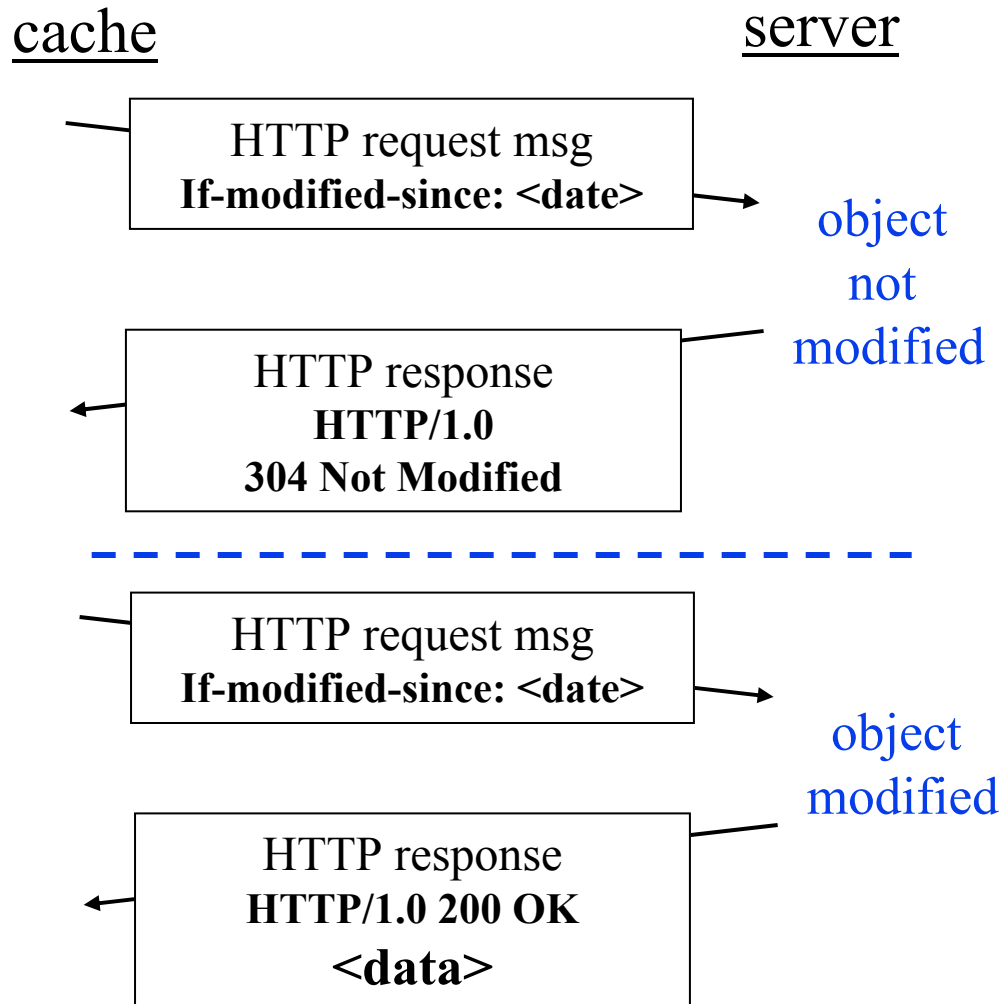 cache
server
HTTP request msg
If-modified-since: <date>
object
not
modified
HTTP response
HTTP/1.0
304 Not Modified
HTTP request msg
If-modified-since: <date>
object
modified
HTTP response
HTTP/1.0 200 OK
<data>